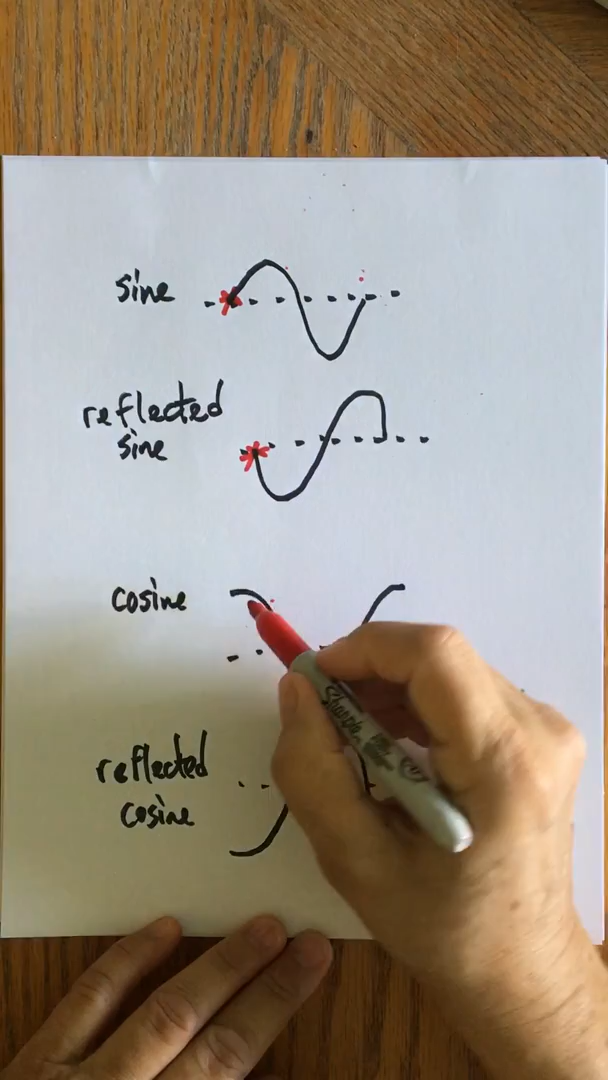 sine
reflected
sine
cosine
Sharpie
reflected
cosine